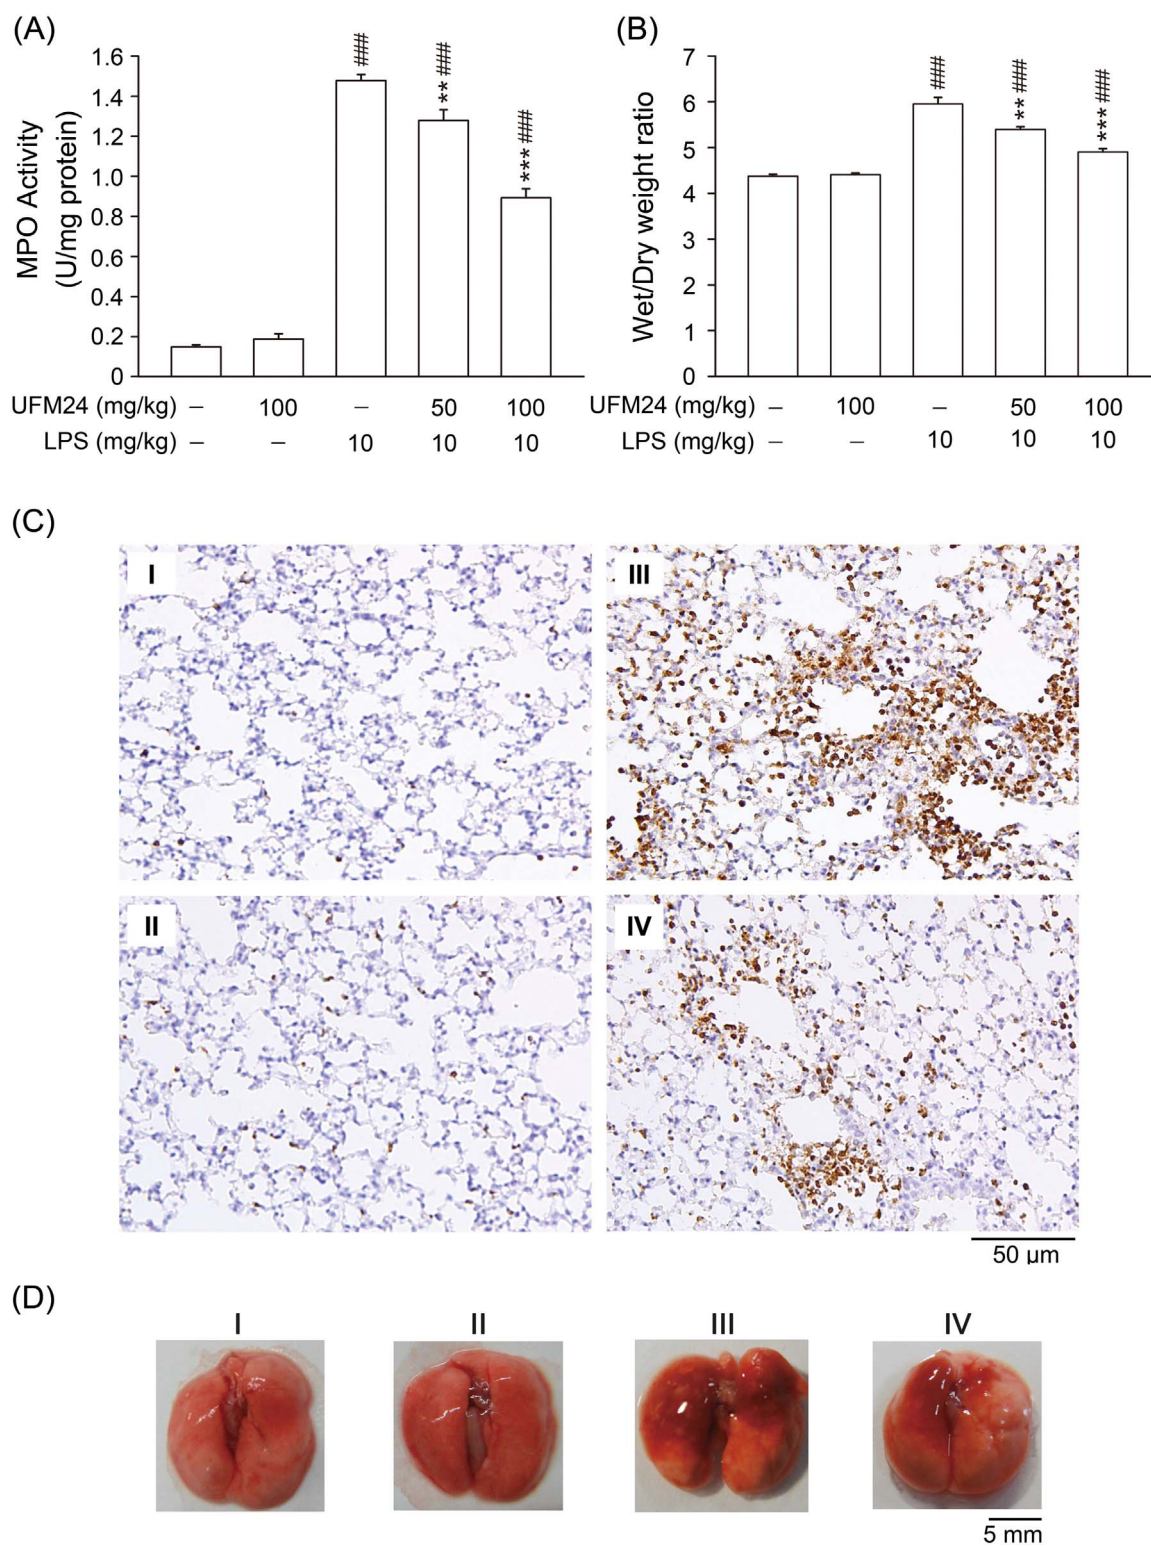 (A)
1.6
1.4
1.2
1.0
0.8
0.6
0.4
0.2
0
MPO Activity
(U/mg protein)
###
** ###
*** ###
UFM24 (mg/kg) – 100 – 50 100
LPS (mg/kg) – – 10 10 10
(B)
7
6
5
4
3
2
1
0
Wet/Dry weight ratio
###
** ###
*** ###
UFM24 (mg/kg) – 100 – 50 100
LPS (mg/kg) – – 10 10 10
(C)
I
III
II
IV
50 µm
(D)
I II III IV
5 mm